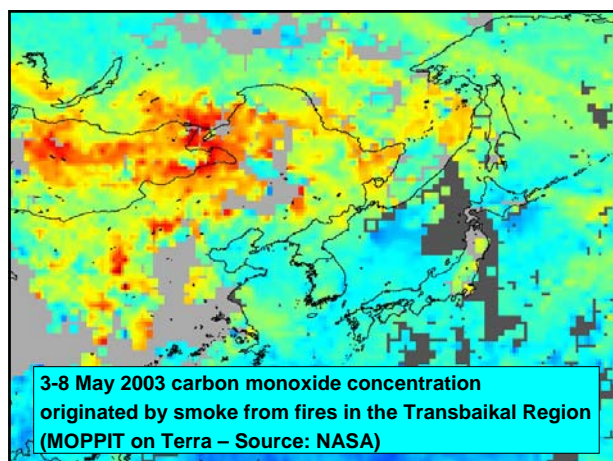 3-8 May 2003 carbon monoxide concentration
originated by smoke from fires in the Transbaikal Region
(MOPPIT on Terra – Source: NASA)